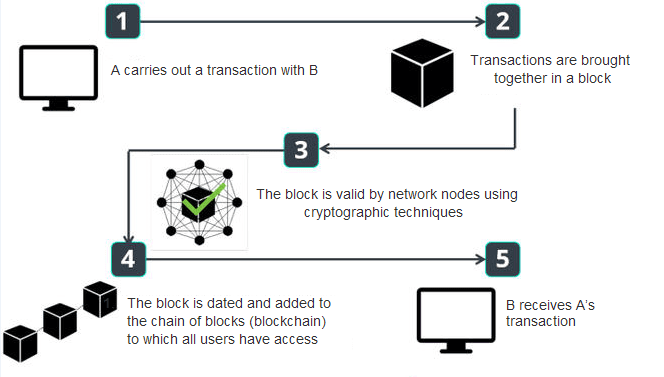 1
2
A carries out a transaction with B
Transactions are brought
together in a block
3
The block is valid by network nodes using
cryptographic techniques
4
5
The block is dated and added to
the chain of blocks (blockchain)
to which all users have access
B receives A's
transaction